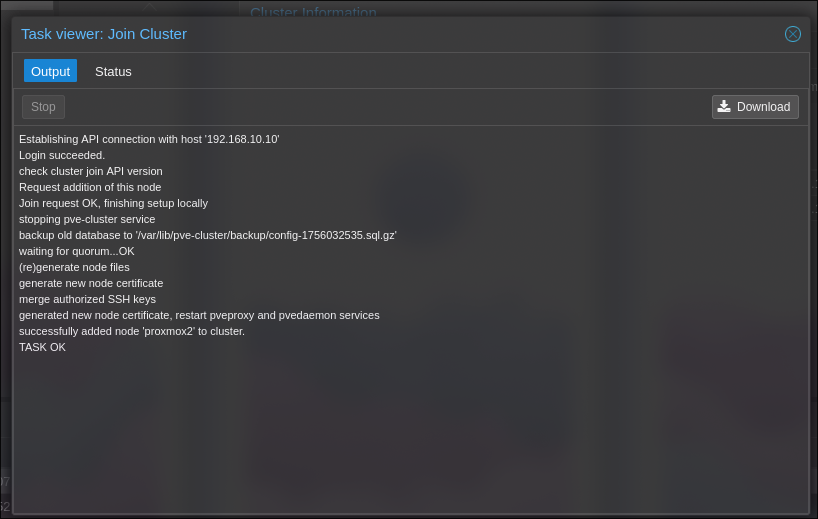 Cluster Information
Task viewer: Join Cluster
Output Status
Stop Download
Establishing API connection with host '192.168.10.10'
Login succeeded.
check cluster join API version
Request addition of this node
Join request OK, finishing setup locally
stopping pve-cluster service
backup old database to '/var/lib/pve-cluster/backup/config-1756032535.sql.gz'
waiting for quorum...OK
(re)generate node files
generate new node certificate
merge authorized SSH keys
generated new node certificate, restart pveproxy and pvedaemon services
successfully added node 'proxmox2' to cluster.
TASK OK